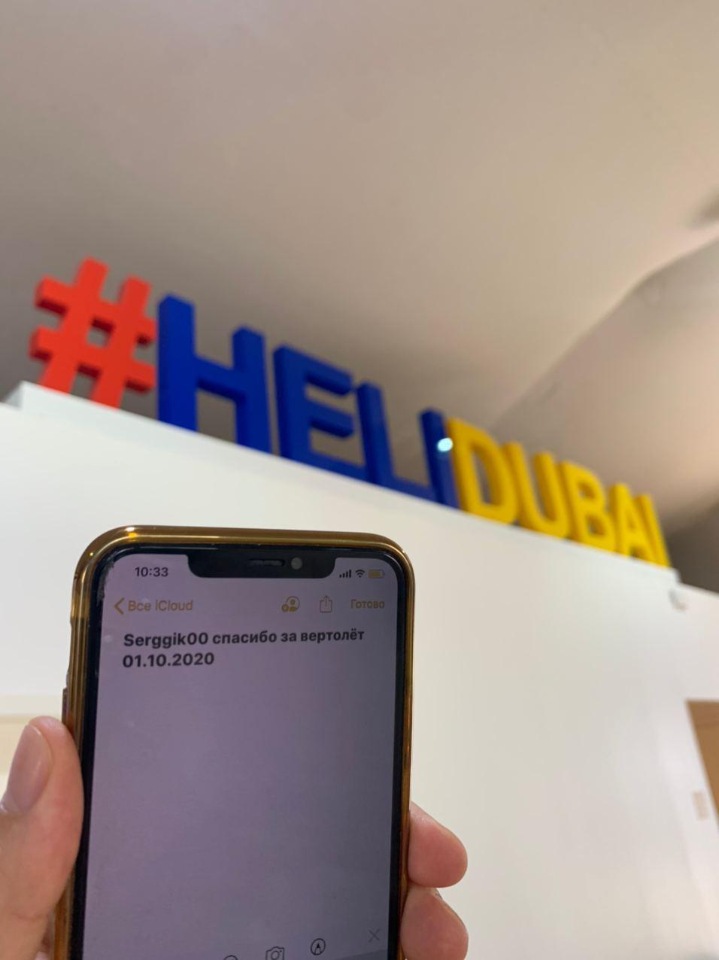 #HELIDUBAI
10:33
Все iCloud
Готово
Serggik00 спасибо за вертолёт
01.10.2020